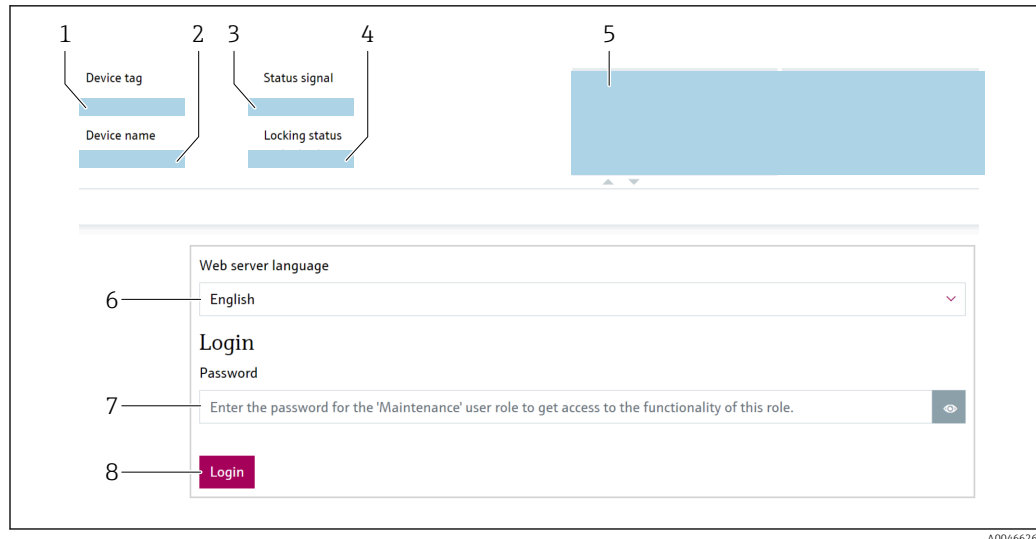 1 2 3 4 5
Device tag Status signal
Device name Locking status
Web server language
6 English
Login
Password
7 Enter the password for the 'Maintenance' user role to get access to the functionality of this role.
8 Login
A0046626